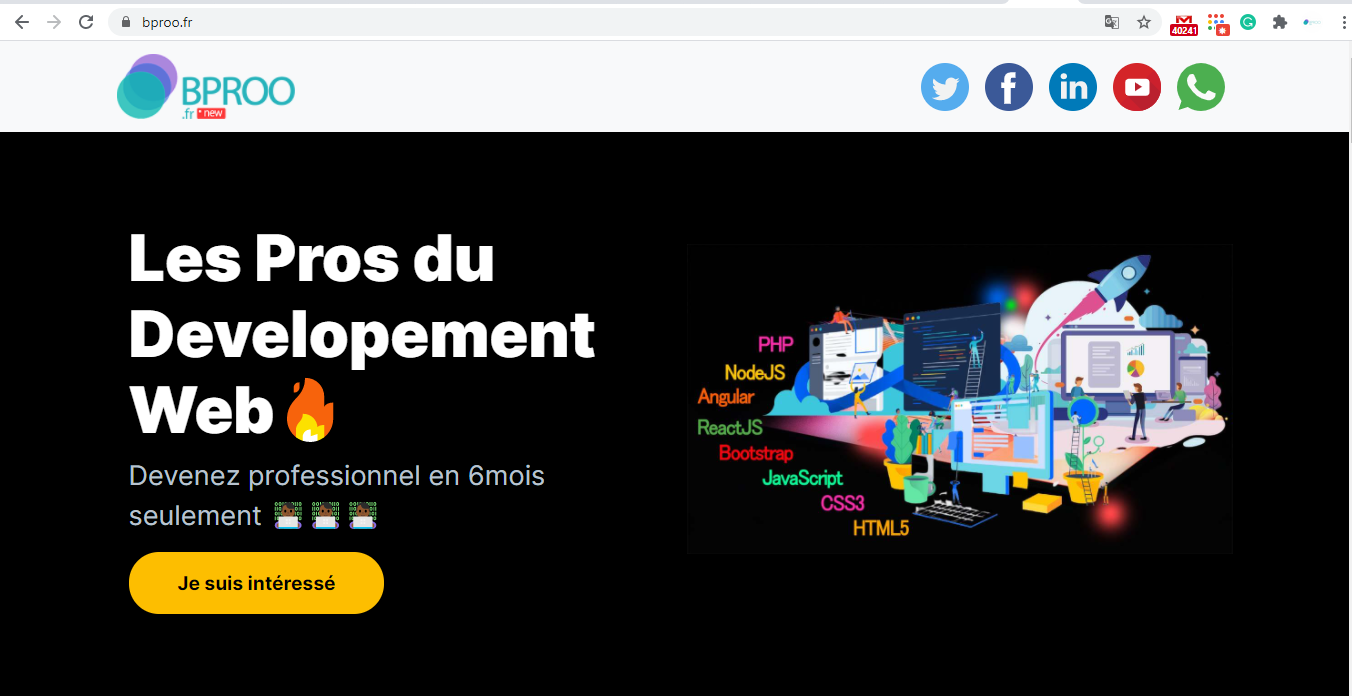 bproo.fr
40241
BPROO
.fr * new
Les Pros du
Developement
Web🔥
Devenez professionnel en 6mois
seulement 👨🏿‍💻 👨🏿‍💻 👨🏿‍💻
Je suis intéressé
PHP
NodeJS
Angular
ReactJS
Bootstrap
JavaScript
CSS3
HTML5